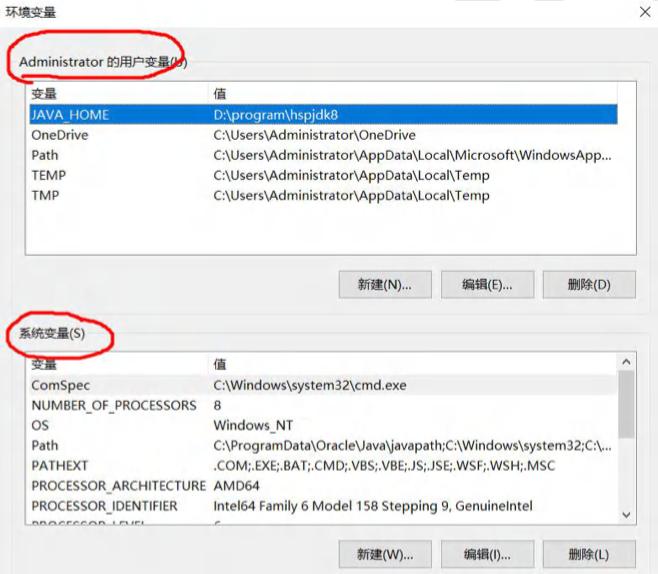 环境变量
Administrator 的用户变量(U)
变量 值
JAVA_HOME D:\program\hspjdk8
OneDrive C:\Users\Administrator\OneDrive
Path C:\Users\Administrator\AppData\Local\Microsoft\WindowsApp...
TEMP C:\Users\Administrator\AppData\Local\Temp
TMP C:\Users\Administrator\AppData\Local\Temp
新建(N)... 编辑(E)... 删除(D)
系统变量(S)
变量 值
ComSpec C:\Windows\system32\cmd.exe
NUMBER_OF_PROCESSORS 8
OS Windows_NT
Path C:\ProgramData\Oracle\Java\javapath;C:\Windows\system32;C:\...
PATHEXT .COM;.EXE;.BAT;.CMD;.VBS;.VBE;.JS;.JSE;.WSF;.WSH;.MSC
PROCESSOR_ARCHITECTURE AMD64
PROCESSOR_IDENTIFIER Intel64 Family 6 Model 158 Stepping 9, GenuineIntel
新建(W)... 编辑(I)... 删除(L)